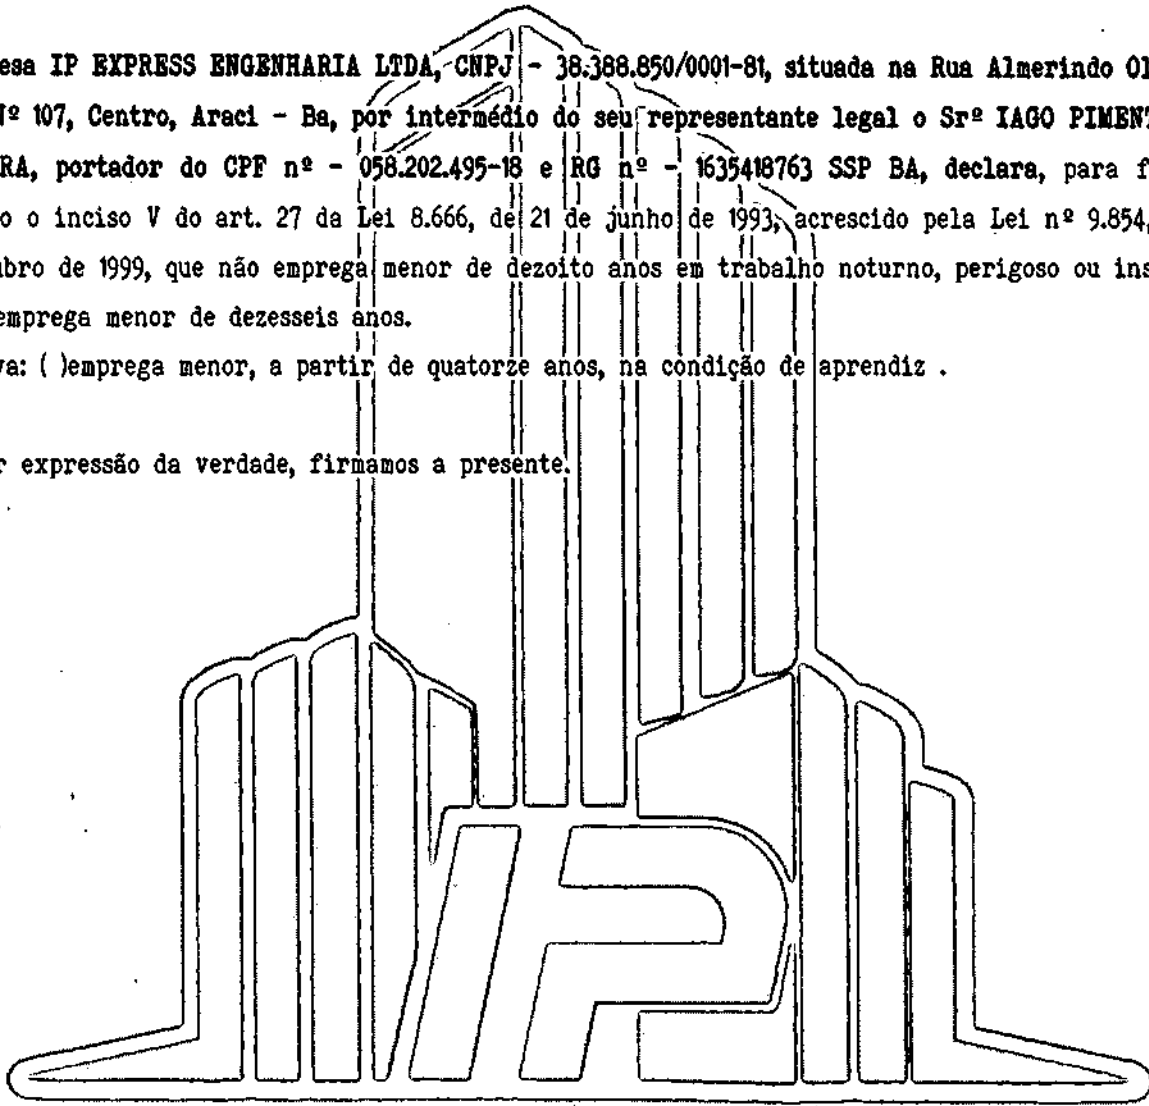 esa IP EXPRESS ENGENHARIA LTDA, CNPJ - 38.388.850/0001-81, situada na Rua Almerindo Ol
Nº 107, Centro, Araci - Ba, por intermédio do seu representante legal o Srº IAGO PIMENT
RA, portador do CPF nº - 058.202.495-18 e RG nº - 1635418763 SSP BA, declara, para f
o o inciso V do art. 27 da Lei 8.666, de 21 de junho de 1993, acrescido pela Lei nº 9.854,
ubro de 1999, que não emprega menor de dezoito anos em trabalho noturno, perigoso ou ins
emprega menor de dezesseis anos.
va: ( )emprega menor, a partir de quatorze anos, na condição de aprendiz .
r expressão da verdade, firmamos a presente.
IP